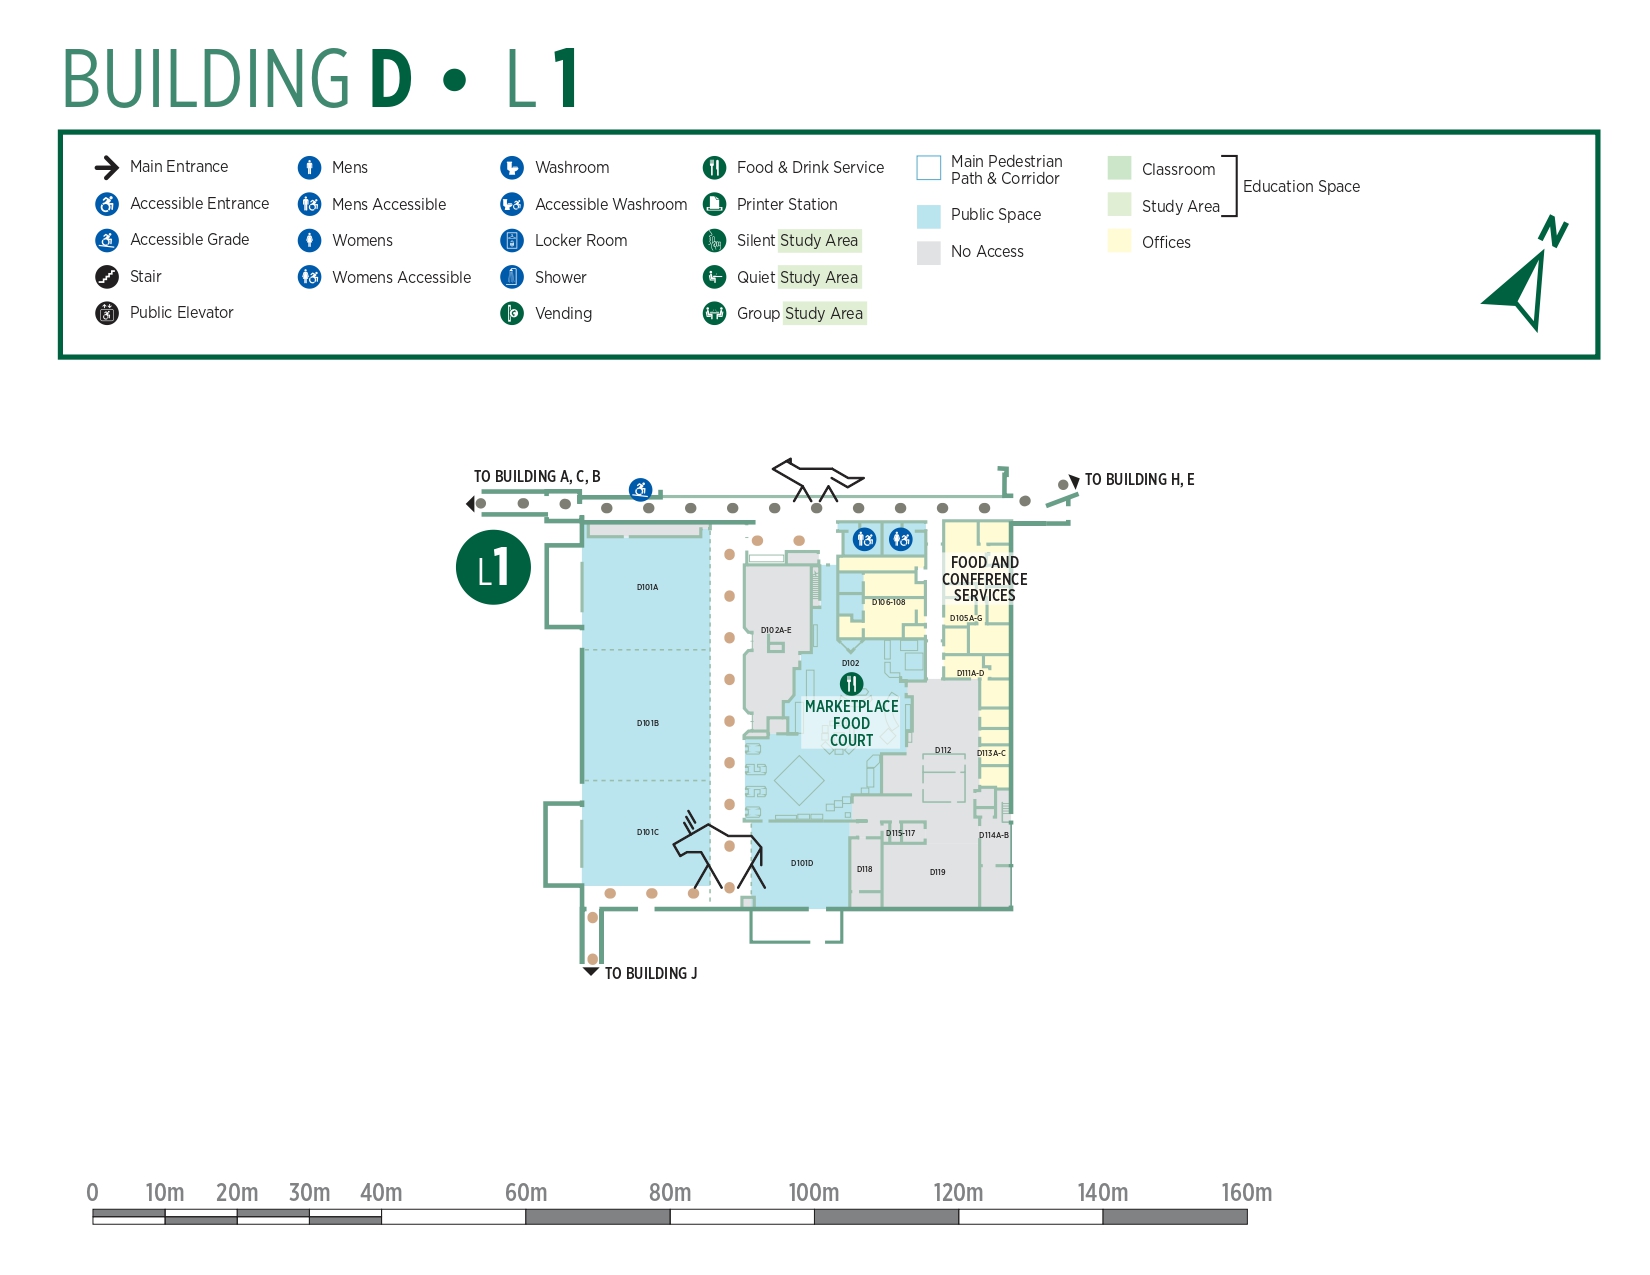 BUILDING D • L 1
Main Entrance
Accessible Entrance
Accessible Grade
Stair
Public Elevator
Mens
Mens Accessible
Womens
Womens Accessible
Washroom
Accessible Washroom
Locker Room
Shower
Vending
Food & Drink Service
Printer Station
Silent Study Area
Quiet Study Area
Group Study Area
Main Pedestrian
Path & Corridor
Public Space
No Access
Classroom
Study Area
Education Space
Offices
N
TO BUILDING A, C, B
TO BUILDING H, E
L1
FOOD AND
CONFERENCE
SERVICES
D101A
D106-108
D105A-G
D102A-E
D102
D111A-D
MARKETPLACE
FOOD
COURT
D101B
D112
D113A-C
D101C
D115-117
D114A-B
D101D
D118
D119
TO BUILDING J
0 10m 20m 30m 40m 60m 80m 100m 120m 140m 160m